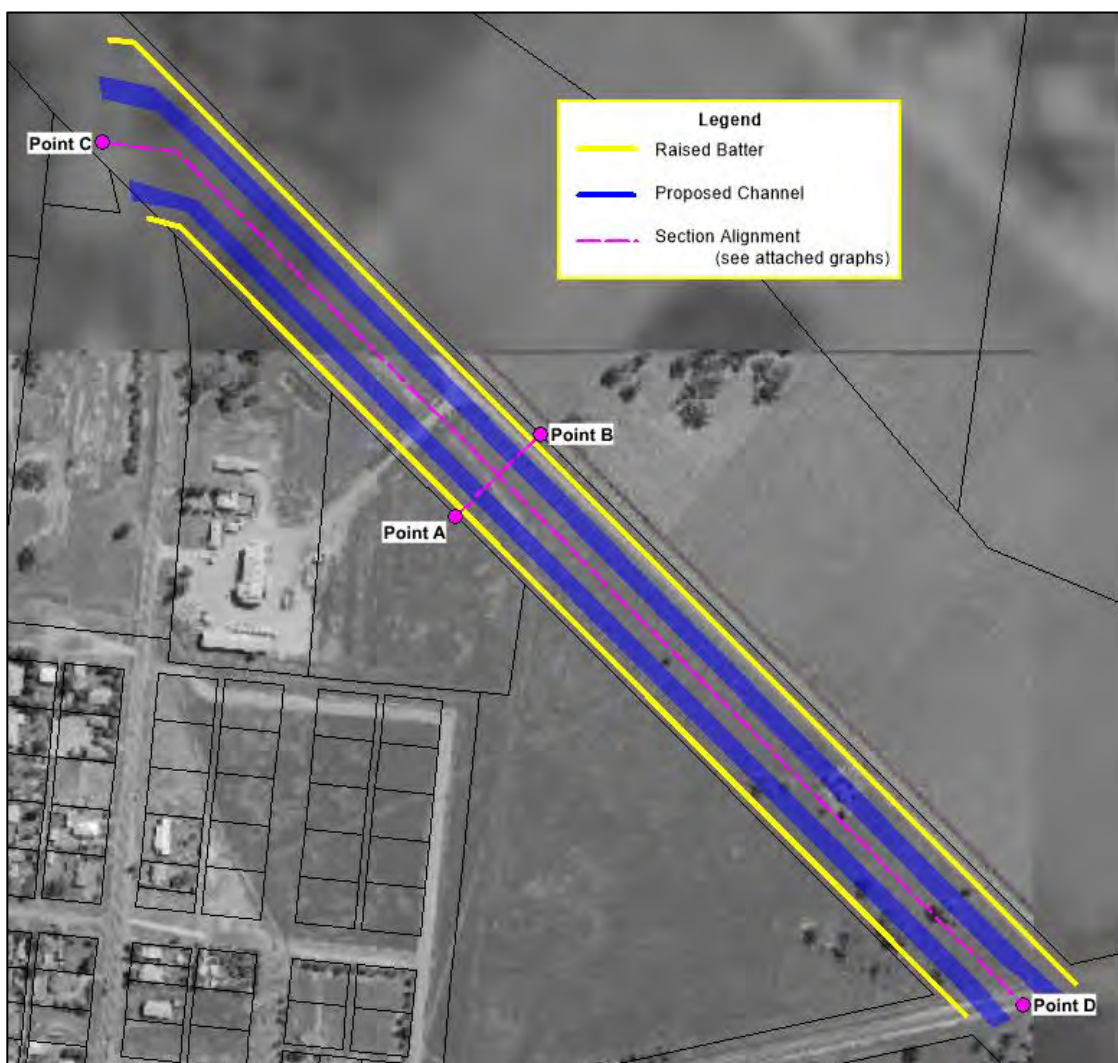 Legend
Raised Batter
Proposed Channel
Section Alignment
(see attached graphs)
Point C
Point B
Point A
Point D